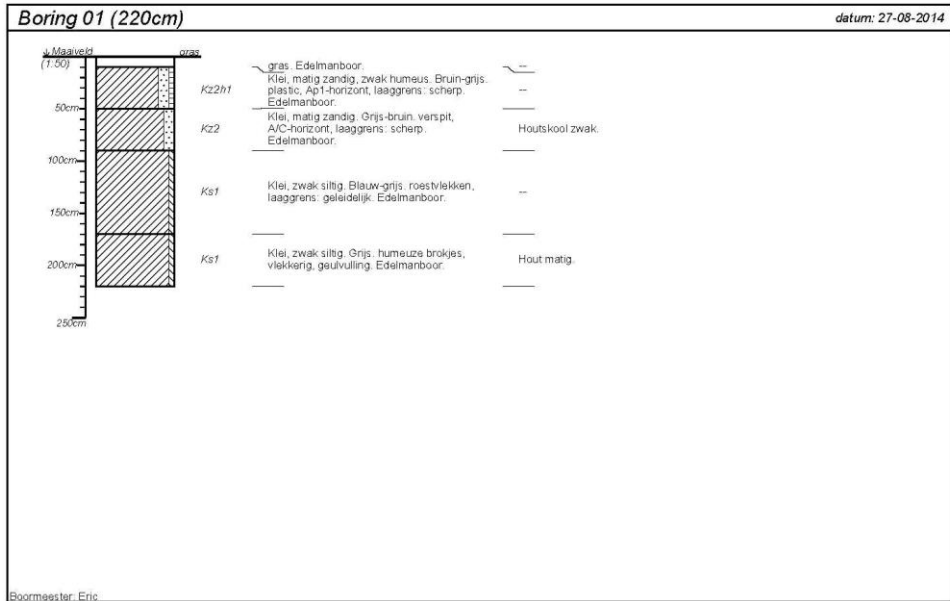 Boring 01 (220cm)
datum: 27-08-2014
Maaiveld
gras
(1:50)
gras. Edelmanboor.
--
Kz2h1
Klei, matig zandig, zwak humeus. Bruin-grijs.
plastic, Ap1-horizont, laaggrens: scherp.
Edelmanboor.
--
50cm
Kz2
Klei, matig zandig. Grijs-bruin. verspit,
A/C-horizont, laaggrens: scherp.
Edelmanboor.
Houtskool zwak.
100cm
Ks1
Klei, zwak siltig. Blauw-grijs. roestvlekken,
laaggrens: geleidelijk. Edelmanboor.
--
150cm
200cm
Ks1
Klei, zwak siltig. Grijs. humeuze brokjes,
vlekkerig, geulvulling. Edelmanboor.
Hout matig.
250cm
Boormeester: Eric